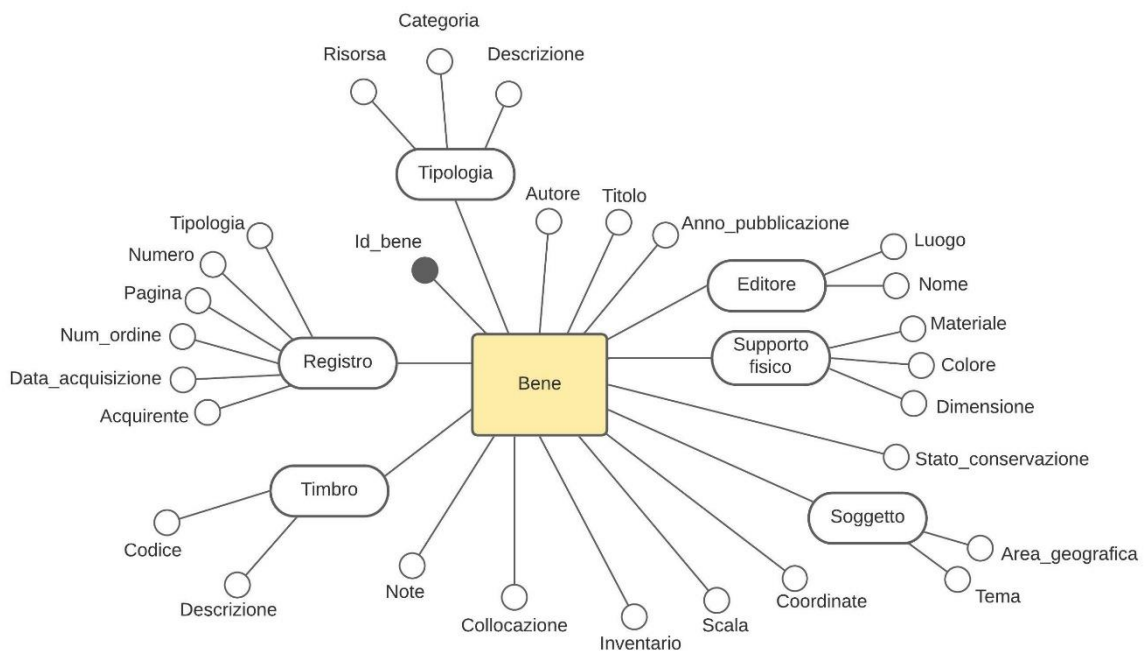 Categoria
Risorsa
Descrizione
Tipologia
Autore
Titolo
Anno_pubblicazione
Tipologia
Id_bene
Numero
Pagina
Num_ordine
Data_acquisizione
Acquirente
Registro
Luogo
Editore
Nome
Materiale
Supporto
fisico
Colore
Dimensione
Bene
Stato_conservazione
Timbro
Codice
Descrizione
Soggetto
Area_geografica
Tema
Note
Collocazione
Inventario
Scala
Coordinate